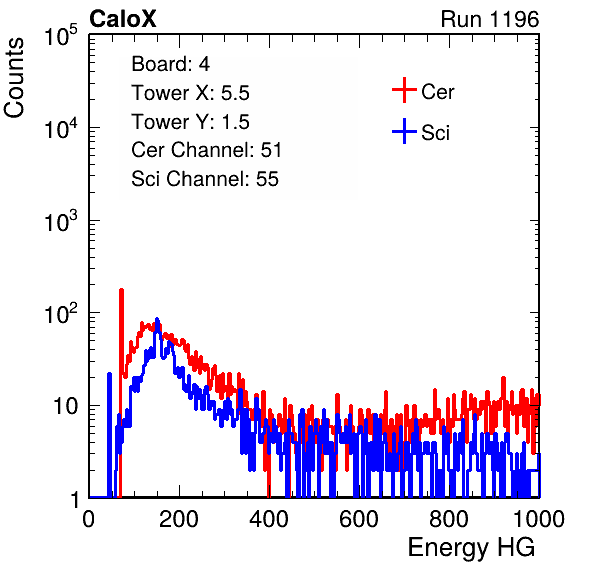 CaloX Run 1196
Counts
Board: 4
Tower X: 5.5
Tower Y: 1.5
Cer Channel: 51
Sci Channel: 55
Cer
Sci
10^5
10^4
10^3
10^2
10
1
0 200 400 600 800 1000
Energy HG